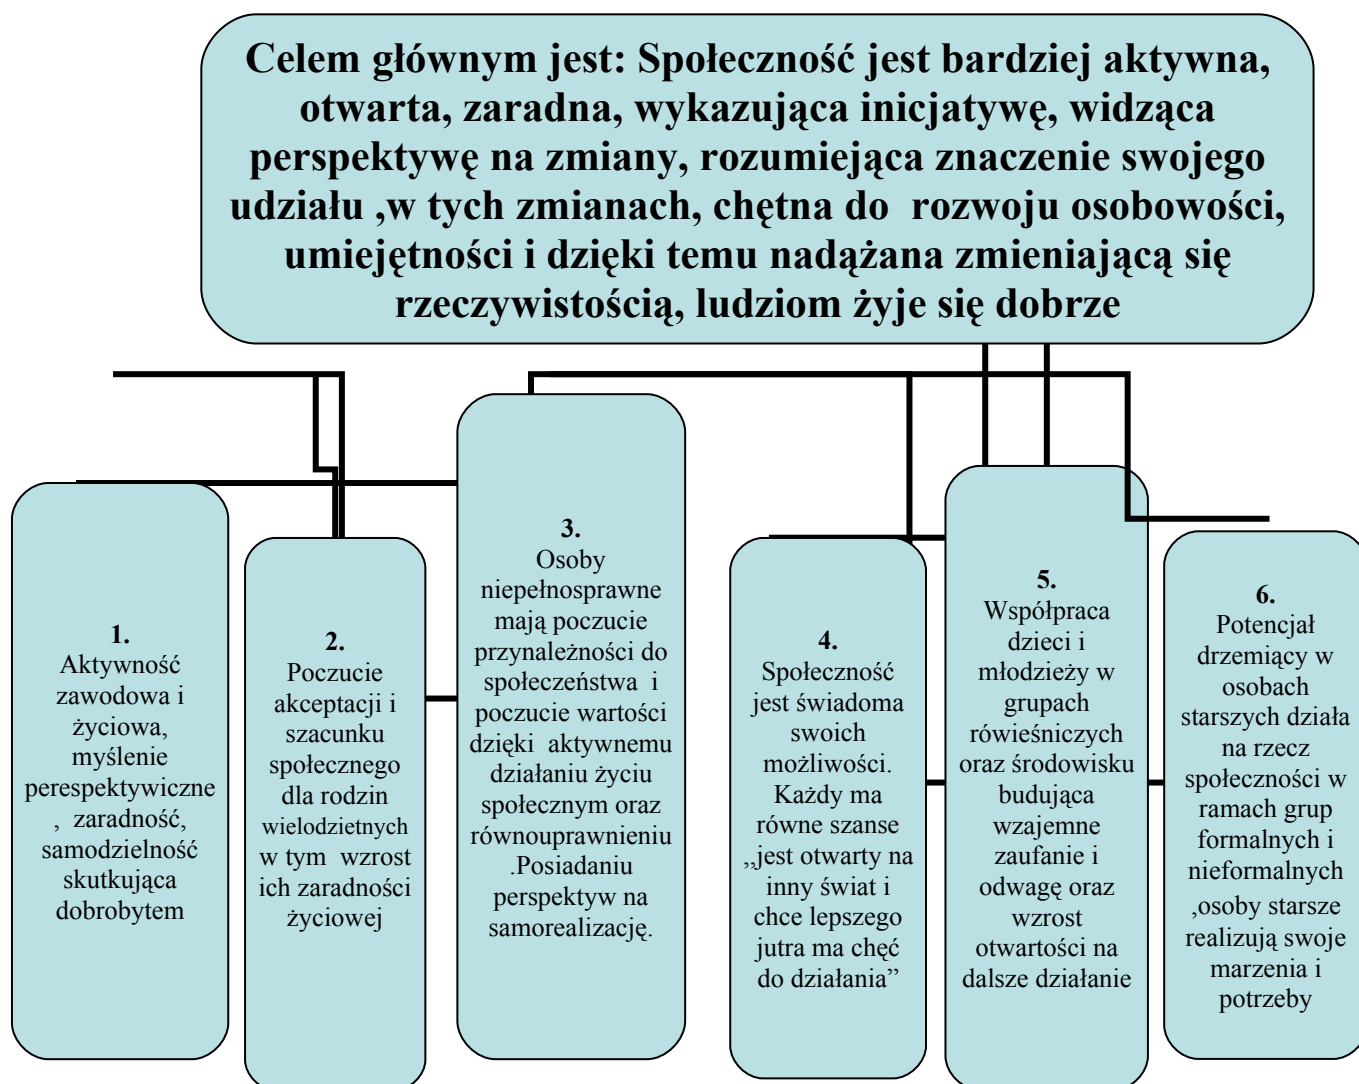 Celem głównym jest: Społeczność jest bardziej aktywna,
otwarta, zaradna, wykazująca inicjatywę, widząca
perspektywę na zmiany, rozumiejąca znaczenie swojego
udziału ,w tych zmianach, chętna do rozwoju osobowości,
umiejętności i dzięki temu nadążana zmieniającą się
rzeczywistością, ludziom żyje się dobrze
1.
Aktywność
zawodowa i
życiowa,
myślenie
perespektywiczne
, zaradność,
samodzielność
skutkująca
dobrobytem
2.
Poczucie
akceptacji i
szacunku
społecznego
dla rodzin
wielodzietnych
w tym wzrost
ich zaradności
życiowej
3.
Osoby
niepełnosprawne
mają poczucie
przynależności do
społeczeństwa i
poczucie wartości
dzięki aktywnemu
działaniu życiu
społecznym oraz
równouprawnieniu
.Posiadaniu
perspektyw na
samorealizację.
4.
Społeczność
jest świadoma
swoich
możliwości.
Każdy ma
równe szanse
„jest otwarty na
inny świat i
chce lepszego
jutra ma chęć
do działania”
5.
Współpraca
dzieci i
młodzieży w
grupach
rówieśniczych
oraz środowisku
budująca
wzajemne
zaufanie i
odwagę oraz
wzrost
otwartości na
dalsze działanie
6.
Potencjał
drzemiący w
osobach
starszych działa
na rzecz
społeczności w
ramach grup
formalnych i
nieformalnych
,osoby starsze
realizują swoje
marzenia i
potrzeby